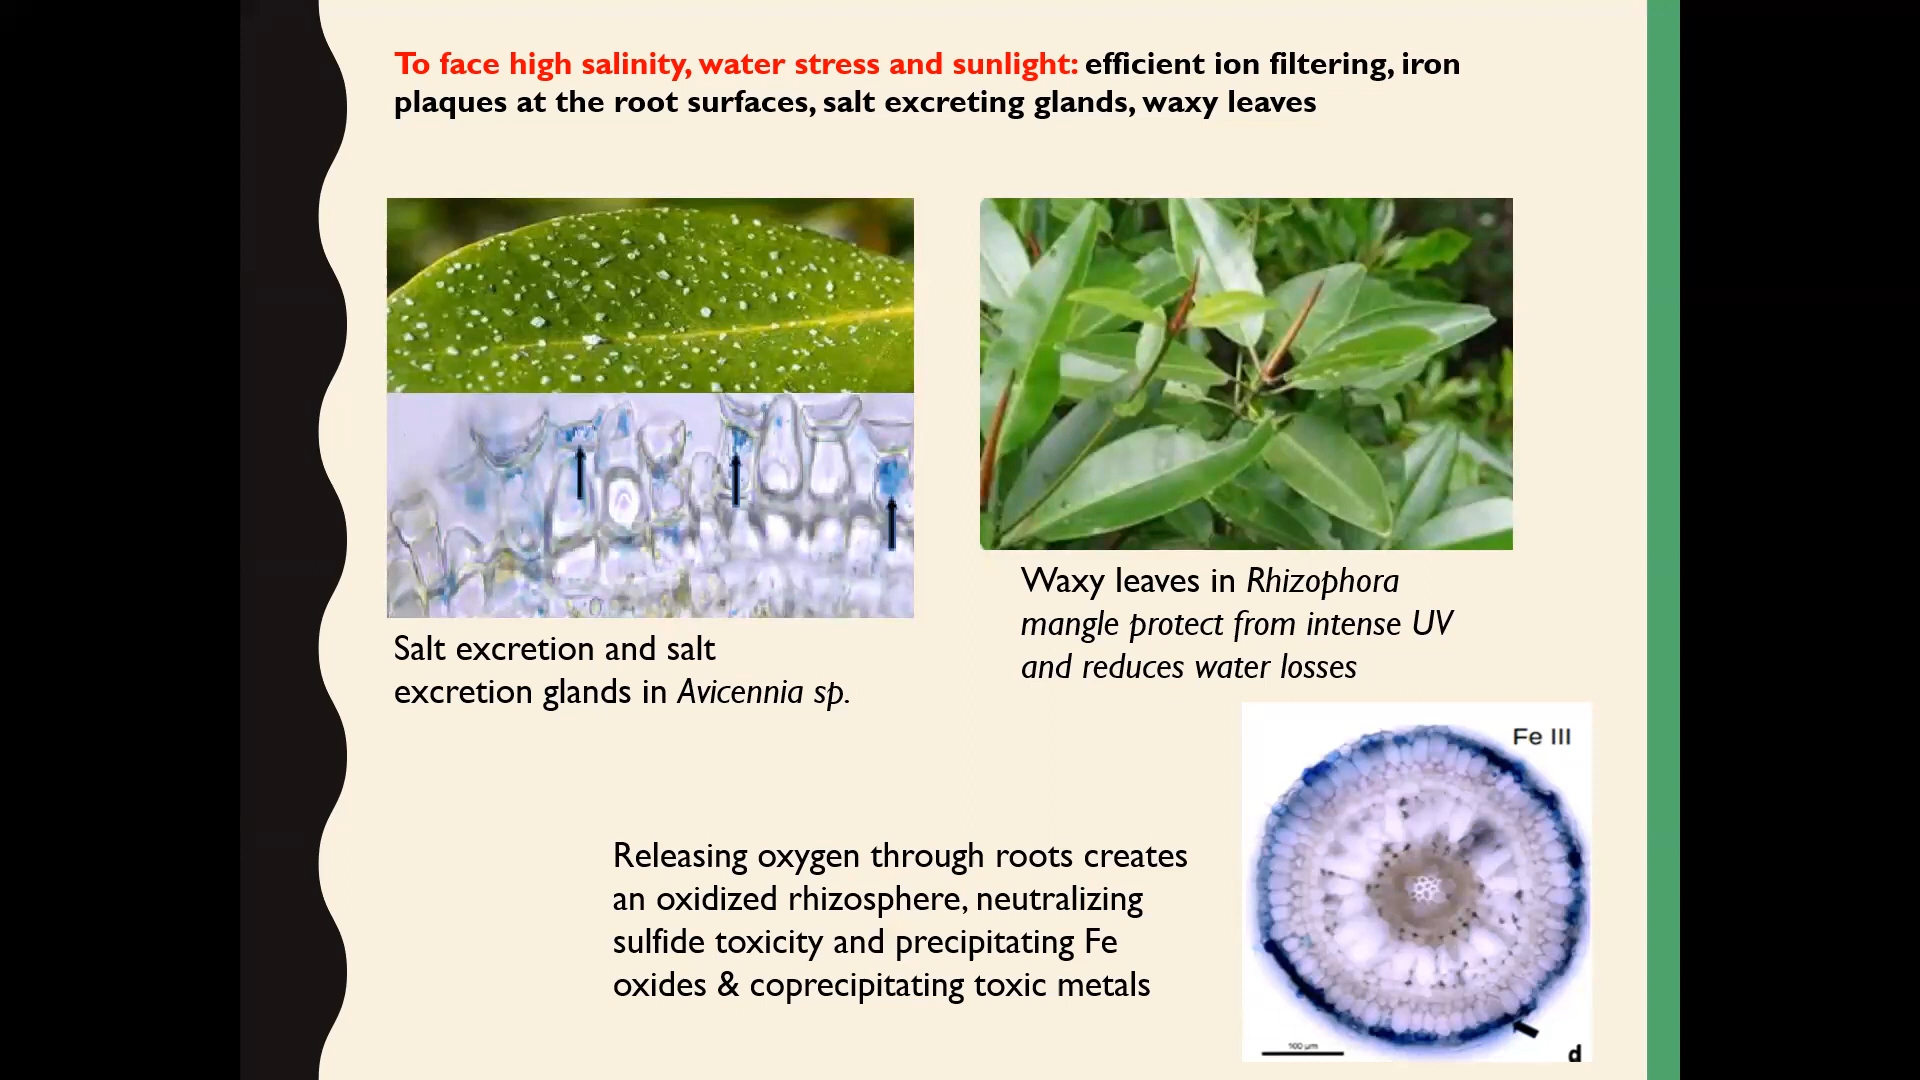 To face high salinity, water stress and sunlight: efficient ion filtering, iron
plaques at the root surfaces, salt excreting glands, waxy leaves
Salt excretion and salt
excretion glands in Avicennia sp.
Waxy leaves in Rhizophora
mangle protect from intense UV
and reduces water losses
Releasing oxygen through roots creates
an oxidized rhizosphere, neutralizing
sulfide toxicity and precipitating Fe
oxides & coprecipitating toxic metals
Fe III
100 µm
d